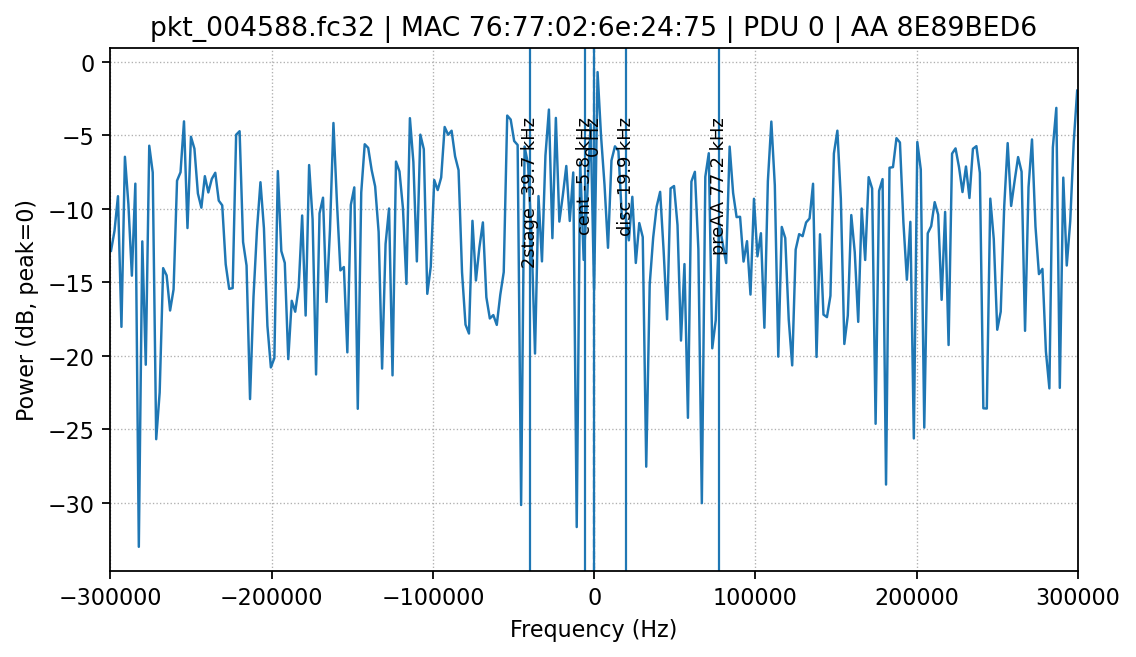 pkt_004588.fc32 | MAC 76:77:02:6e:24:75 | PDU 0 | AA 8E89BED6
Power (dB, peak=0)
0
−5
−10
−15
−20
−25
−30
2stage -39.7 kHz
cent -5.8 kHz
0 Hz
disc 19.9 kHz
preAA 77.2 kHz
−300000
−200000
−100000
0
100000
200000
300000
Frequency (Hz)